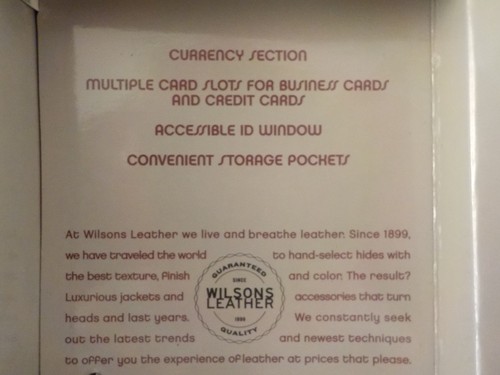 CURRENCY SECTION
MULTIPLE CARD SLOTS FOR BUSINESS CARDS
AND CREDIT CARDS
ACCESSIBLE ID WINDOW
CONVENIENT STORAGE POCKETS
At Wilsons Leather we live and breathe leather. Since 1899,
we have traveled the world to hand-select hides with
the best texture, finish and color. The result?
Luxurious jackets and accessories that turn
heads and last years. We constantly seek
out the latest trends and newest techniques
to offer you the experience of leather at prices that please.
GUARANTEED
SINCE
WILSONS
LEATHER
1899
QUALITY